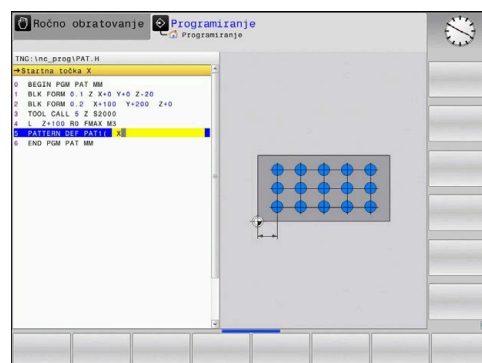 Ročno obratovanje
Programiranje
Programiranje
TNC:\nc_prog\PAT.H
→Startna točka X
0 BEGIN PGM PAT MM
1 BLK FORM 0.1 Z X+0 Y+0 Z-20
2 BLK FORM 0.2 X+100 Y+200 Z+0
3 TOOL CALL 5 Z S2000
4 L Z+100 R0 FMAX M3
5 PATTERN DEF PAT1( X
6 END PGM PAT MM